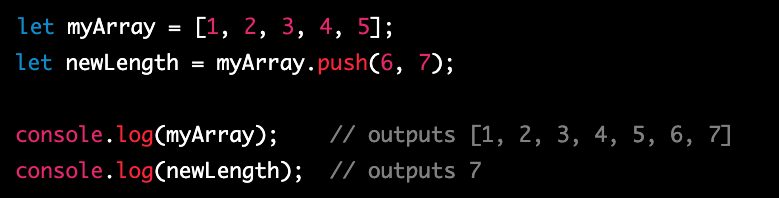 let myArray = [1, 2, 3, 4, 5];
let newLength = myArray.push(6, 7);
console.log(myArray);    // outputs [1, 2, 3, 4, 5, 6, 7]
console.log(newLength);  // outputs 7